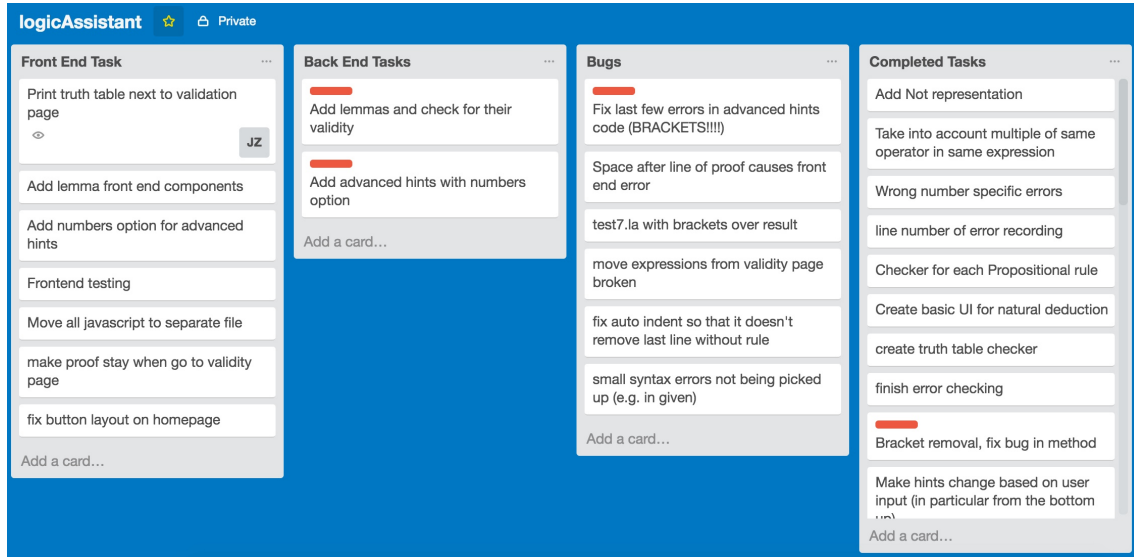 logicAssistant
Private
Front End Task
Print truth table next to validation
page
JZ
Add lemma front end components
Add numbers option for advanced
hints
Frontend testing
Move all javascript to separate file
make proof stay when go to validity
page
fix button layout on homepage
Add a card…
Back End Tasks
Add lemmas and check for their
validity
Add advanced hints with numbers
option
Add a card…
Bugs
Fix last few errors in advanced hints
code (BRACKETS!!!!)
Space after line of proof causes front
end error
test7.la with brackets over result
move expressions from validity page
broken
fix auto indent so that it doesn't
remove last line without rule
small syntax errors not being picked
up (e.g. in given)
Add a card…
Completed Tasks
Add Not representation
Take into account multiple of same
operator in same expression
Wrong number specific errors
line number of error recording
Checker for each Propositional rule
Create basic UI for natural deduction
create truth table checker
finish error checking
Bracket removal, fix bug in method
Make hints change based on user
input (in particular from the bottom
up)
Add a card…